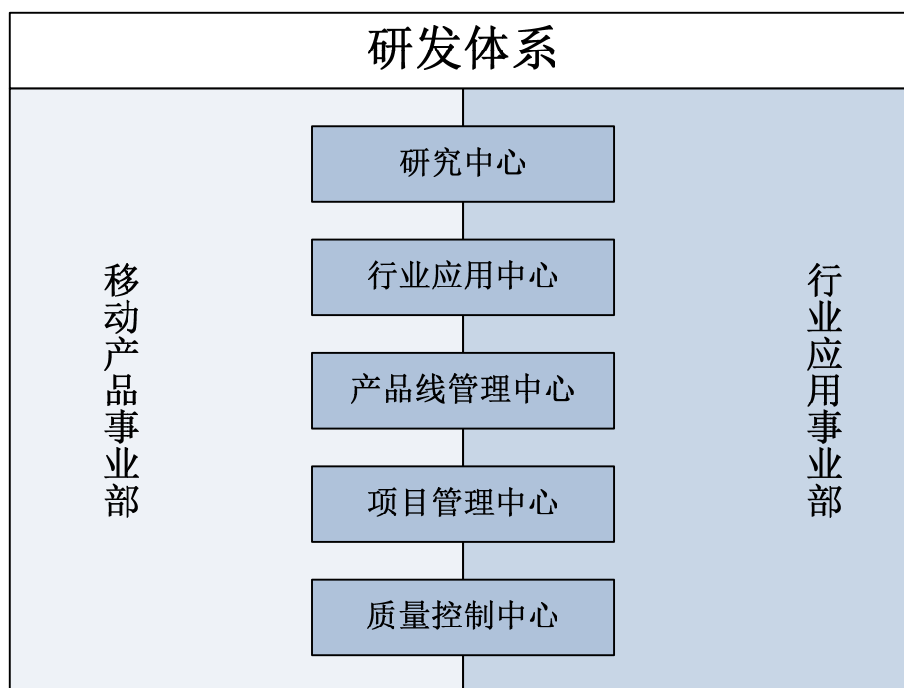 研发体系
移动产品事业部
研究中心
行业应用中心
产品线管理中心
项目管理中心
质量控制中心
行业应用事业部